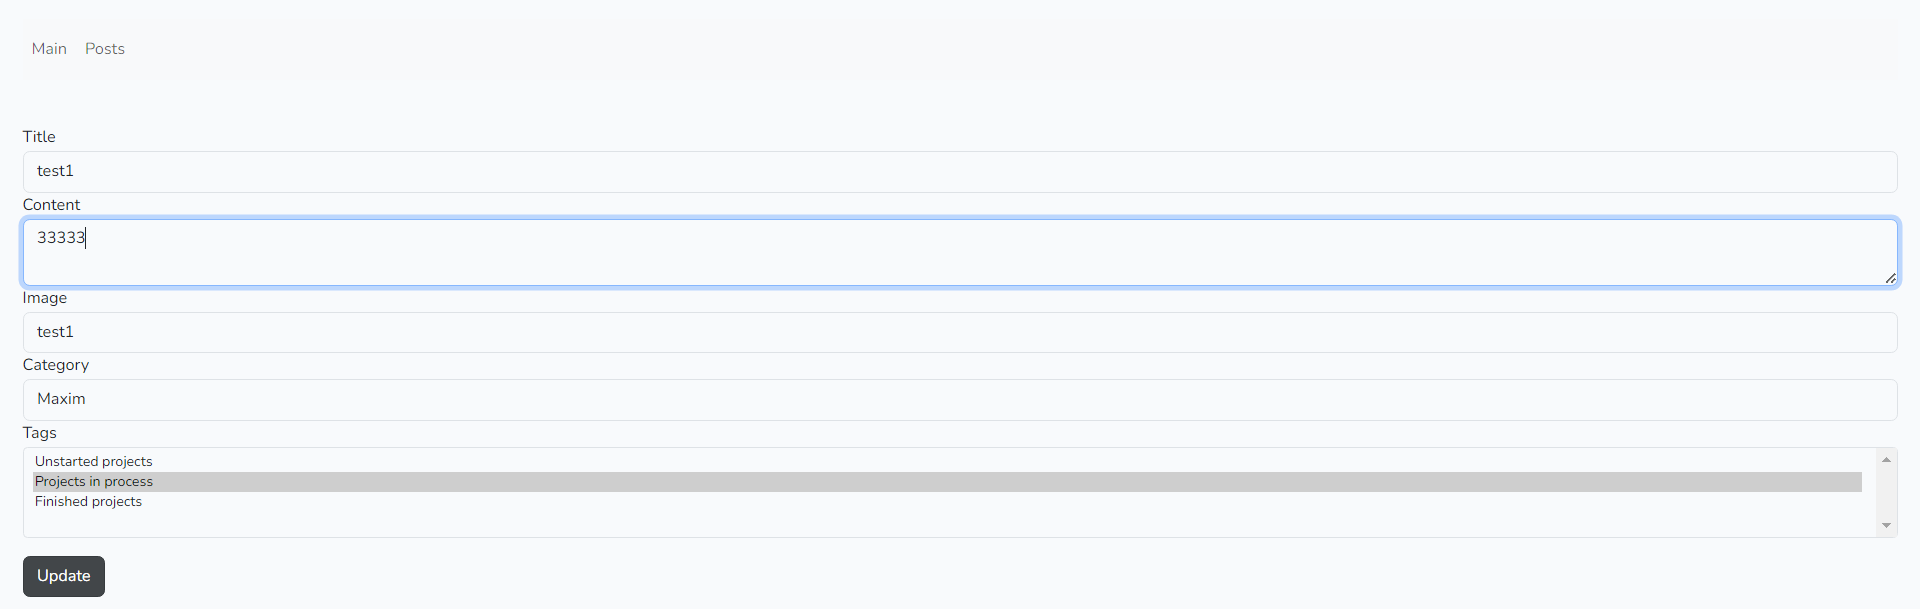 Main Posts
Title
test1
Content
33333
Image
test1
Category
Maxim
Tags
Unstarted projects
Projects in process
Finished projects
Update